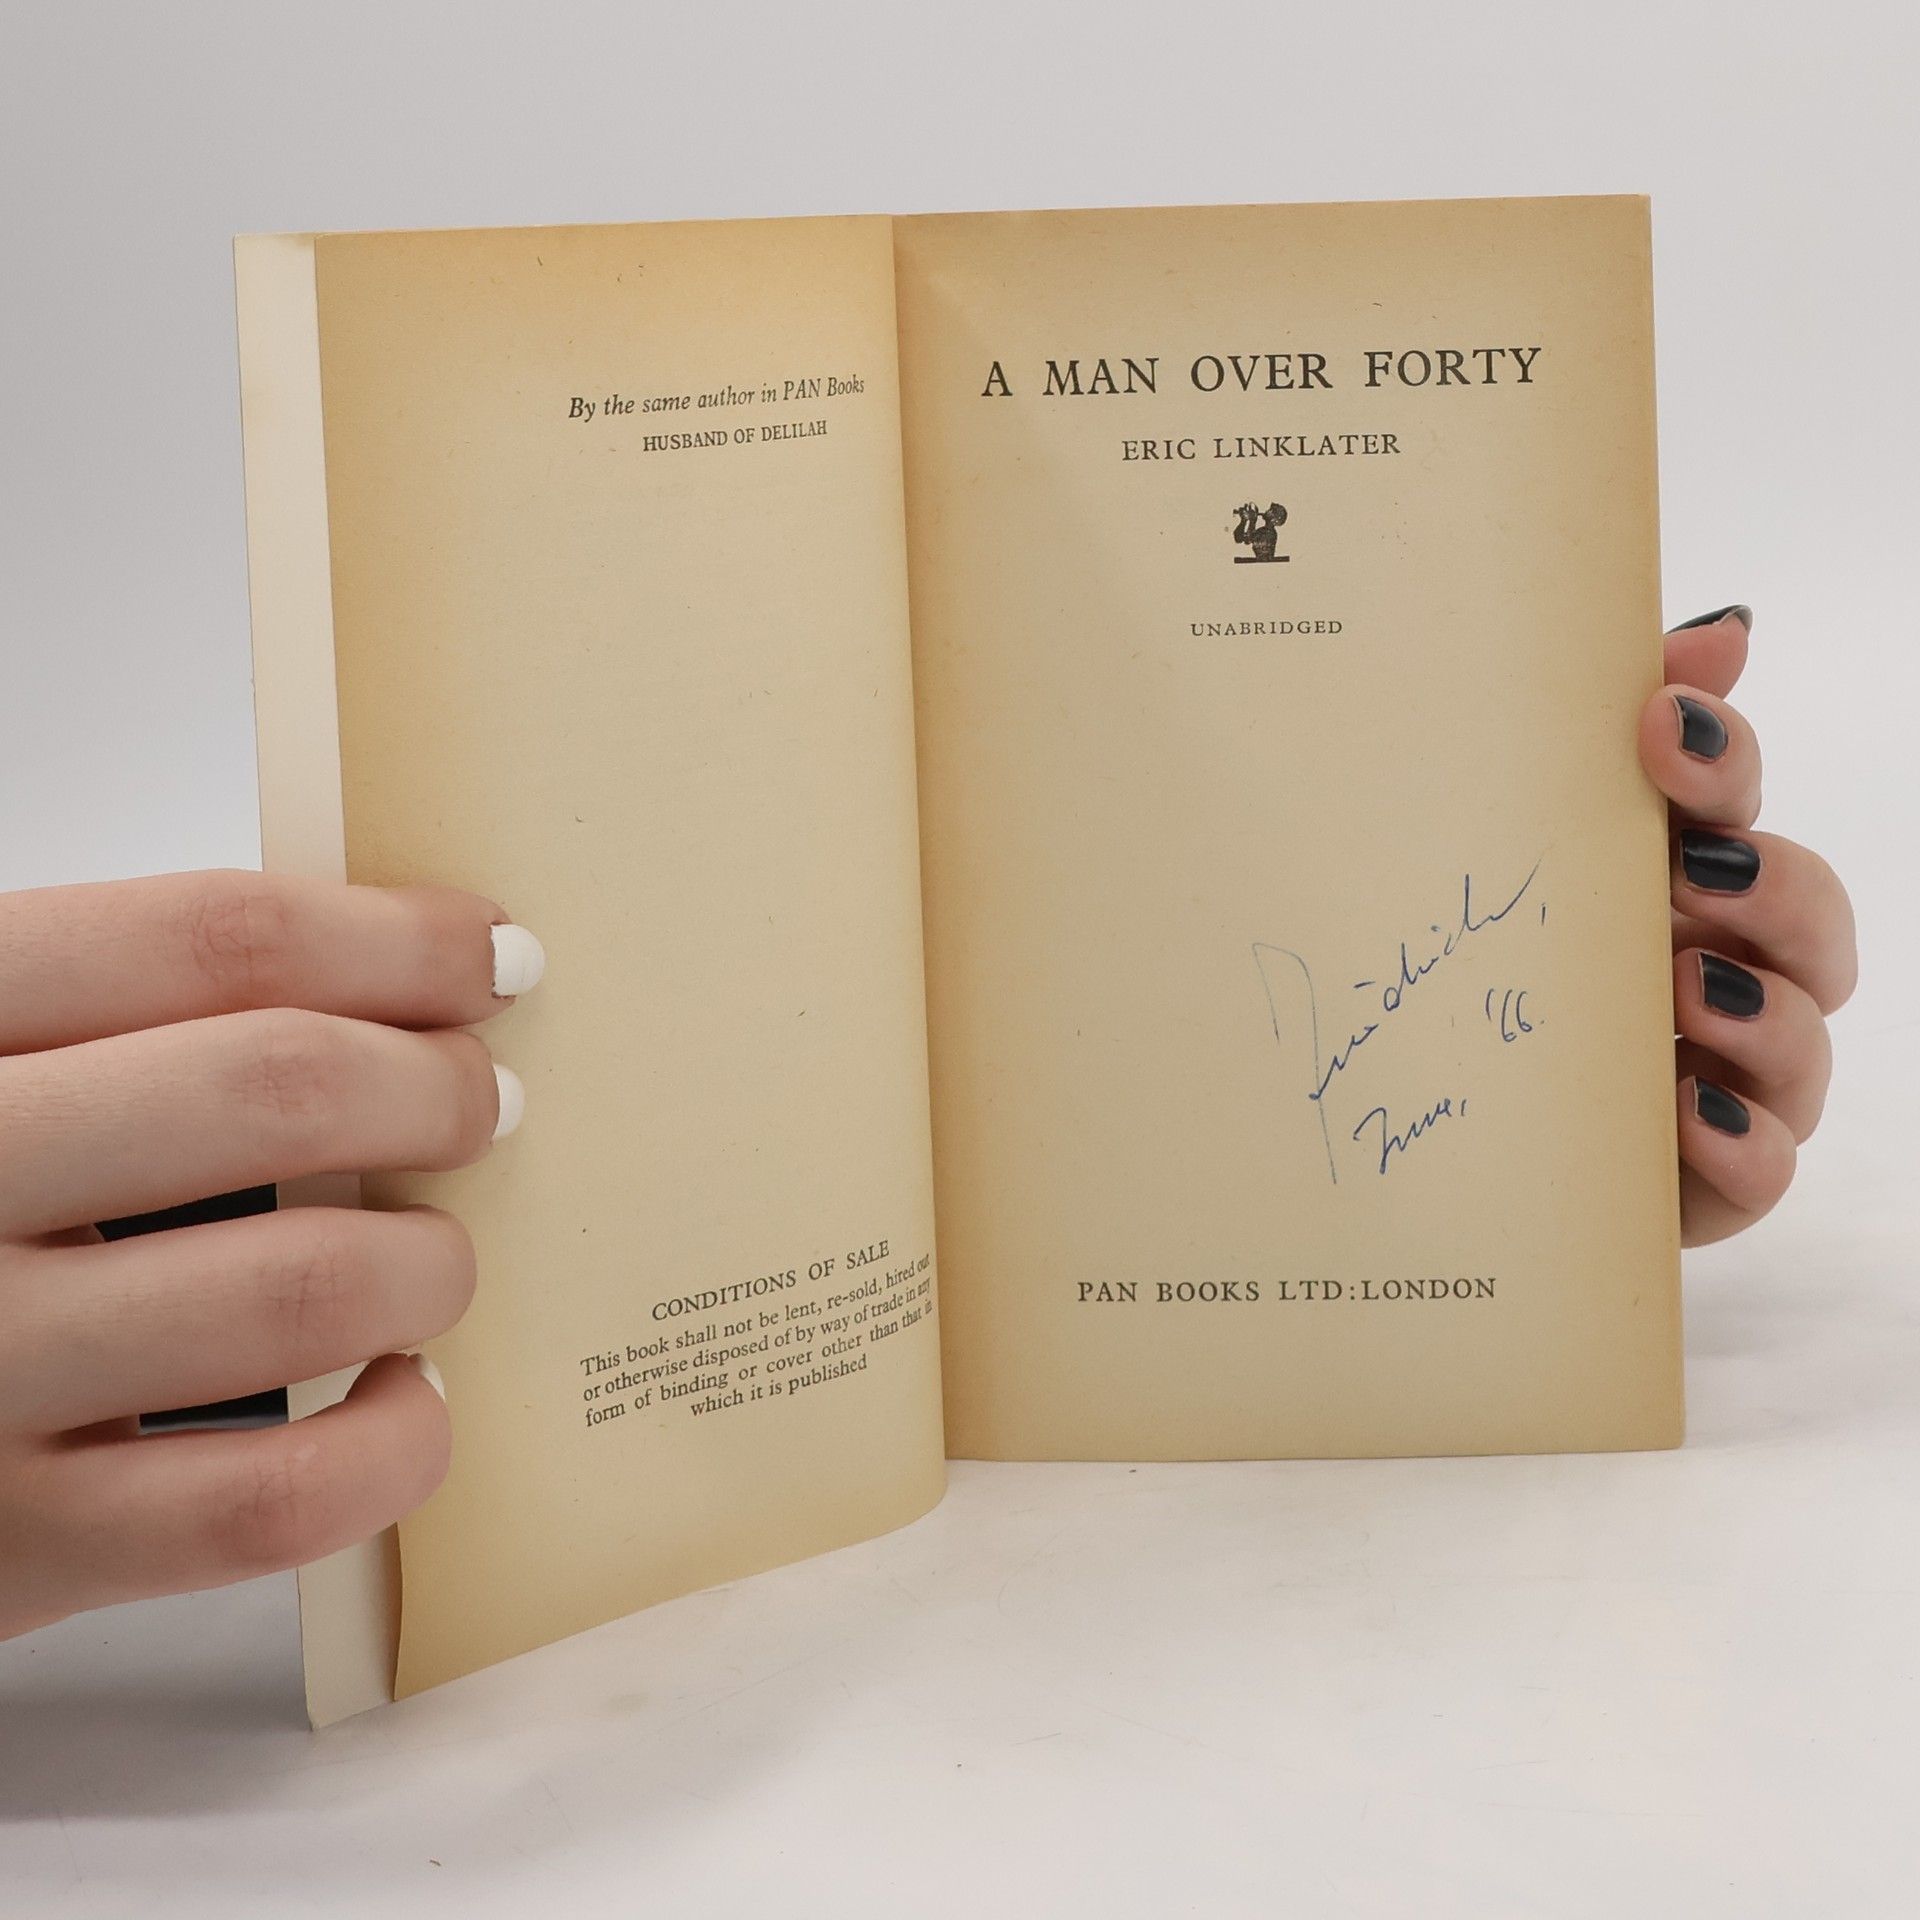 By the same author in PAN Books
HUSBAND OF DELILAH
CONDITIONS OF SALE
This book shall not be lent, re-sold, hired out
or otherwise disposed of by way of trade in any
form of binding or cover other than that in
which it is published
A MAN OVER FORTY
ERIC LINKLATER
UNABRIDGED
'66.
June,
PAN BOOKS LTD:LONDON